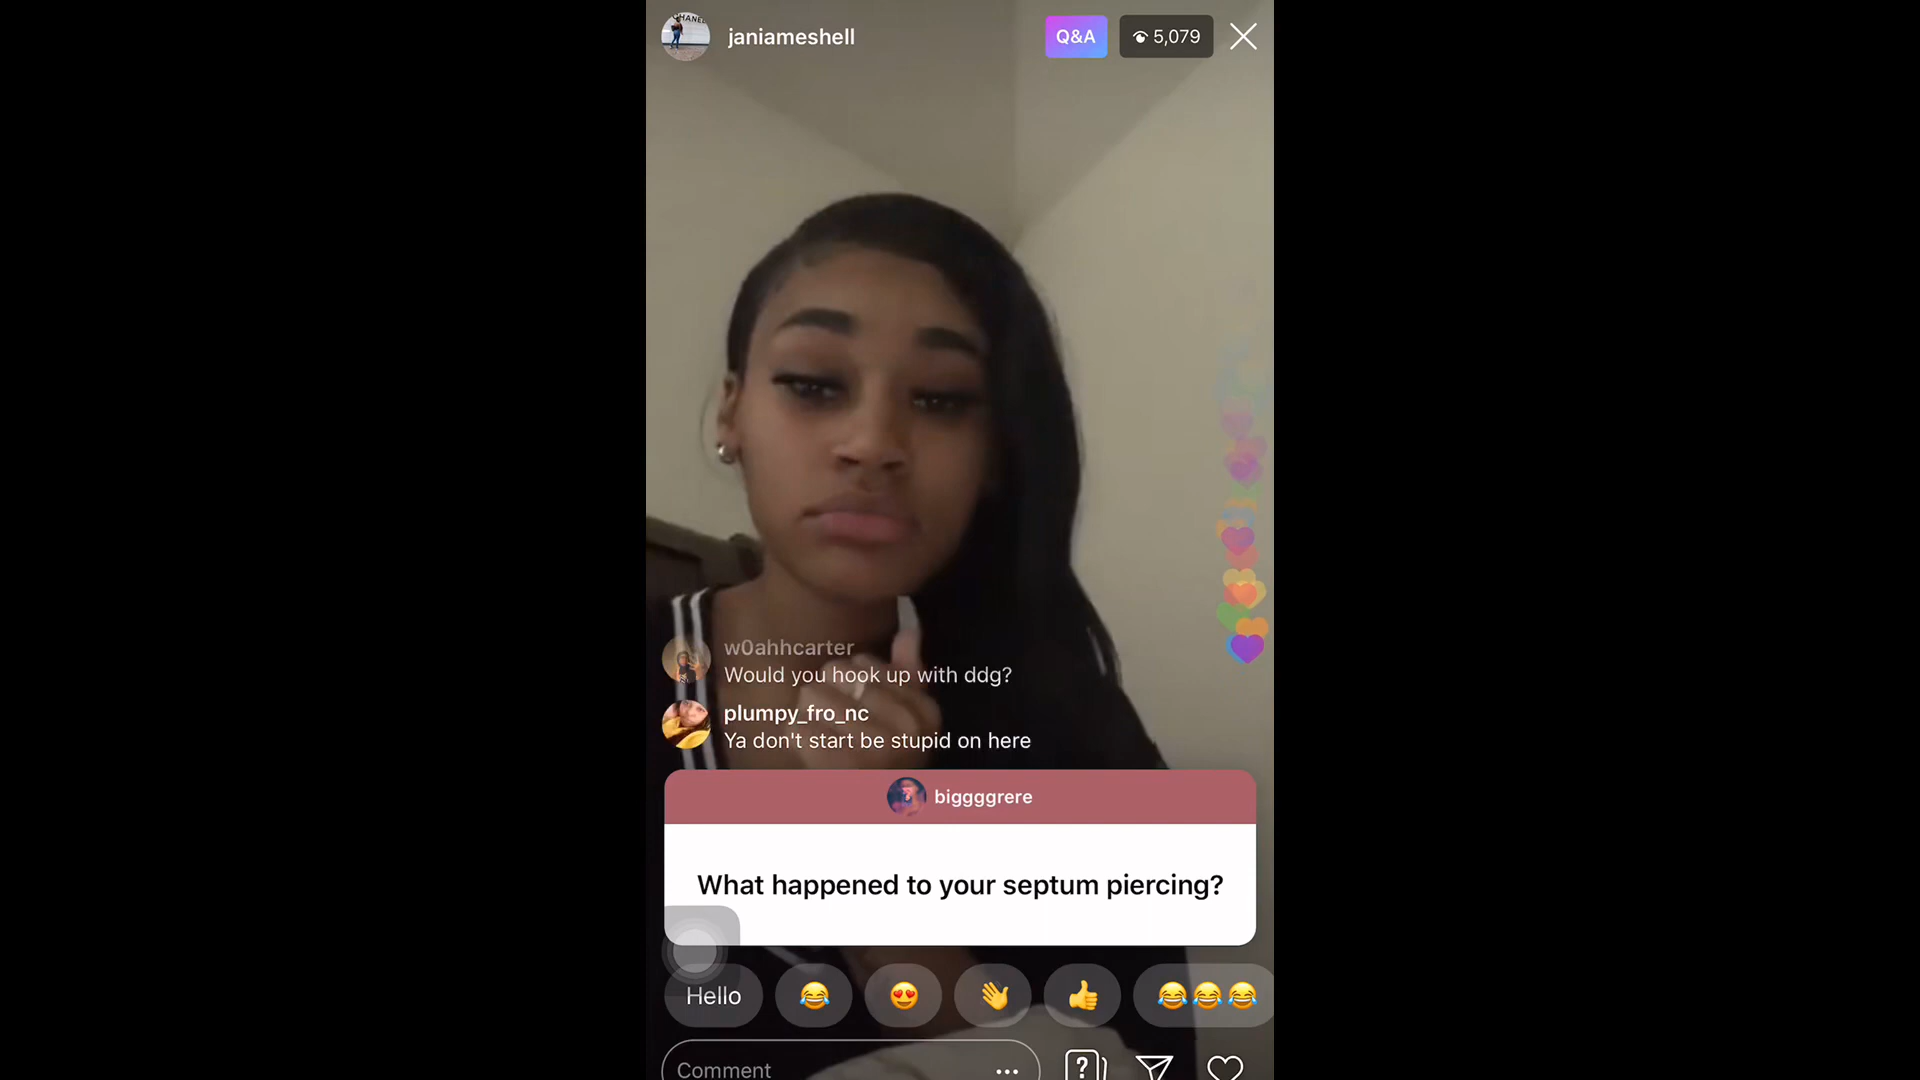 CHANEL
janiameshell
Q&A
5,079
w0ahhcarter
Would you hook up with ddg?
plumpy_fro_nc
Ya don't start be stupid on here
biggggrere
What happened to your septum piercing?
Hello
Comment
?